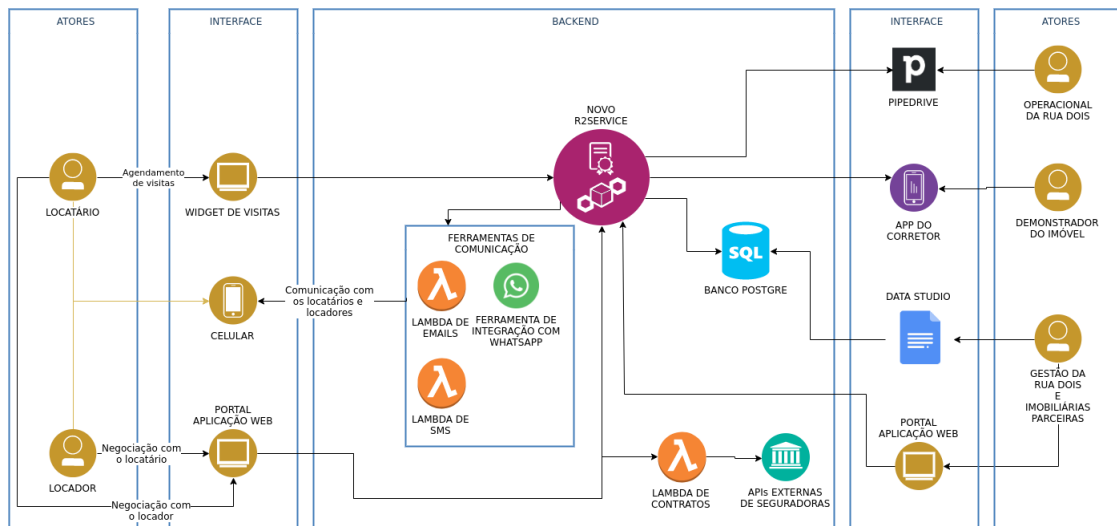 ATORES
INTERFACE
BACKEND
INTERFACE
ATORES
NOVO
R2SERVICE
p
PIPEDRIVE
OPERACIONAL
DA RUA DOIS
Agendamento
de visitas
LOCATÁRIO
WIDGET DE VISITAS
APP DO
CORRETOR
DEMONSTRADOR
DO IMÓVEL
FERRAMENTAS DE
COMUNICAÇÃO
SQL
BANCO POSTGRE
Comunicação com
os locatários e
locadores
DATA STUDIO
CELULAR
LAMBDA DE
EMAILS
FERRAMENTA DE
INTEGRAÇÃO COM
WHATSAPP
GESTÃO DA
RUA DOIS
E
IMOBILIÁRIAS
PARCEIRAS
LAMBDA DE
SMS
PORTAL
APLICAÇÃO WEB
PORTAL
APLICAÇÃO WEB
Negociação com
o locatário
LOCADOR
Negociação com
o locador
LAMBDA DE
CONTRATOS
APIs EXTERNAS
DE SEGURADORAS